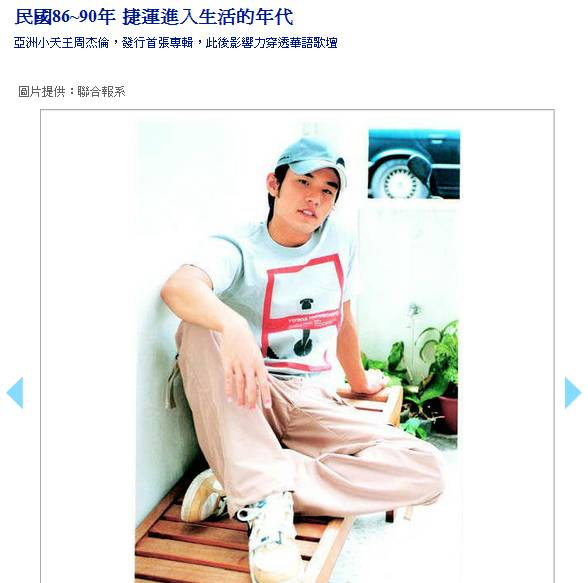 民國86~90年 捷運進入生活的年代
亞洲小天王周杰倫，發行首張專輯，此後影響力穿透華語歌壇
圖片提供：聯合報系